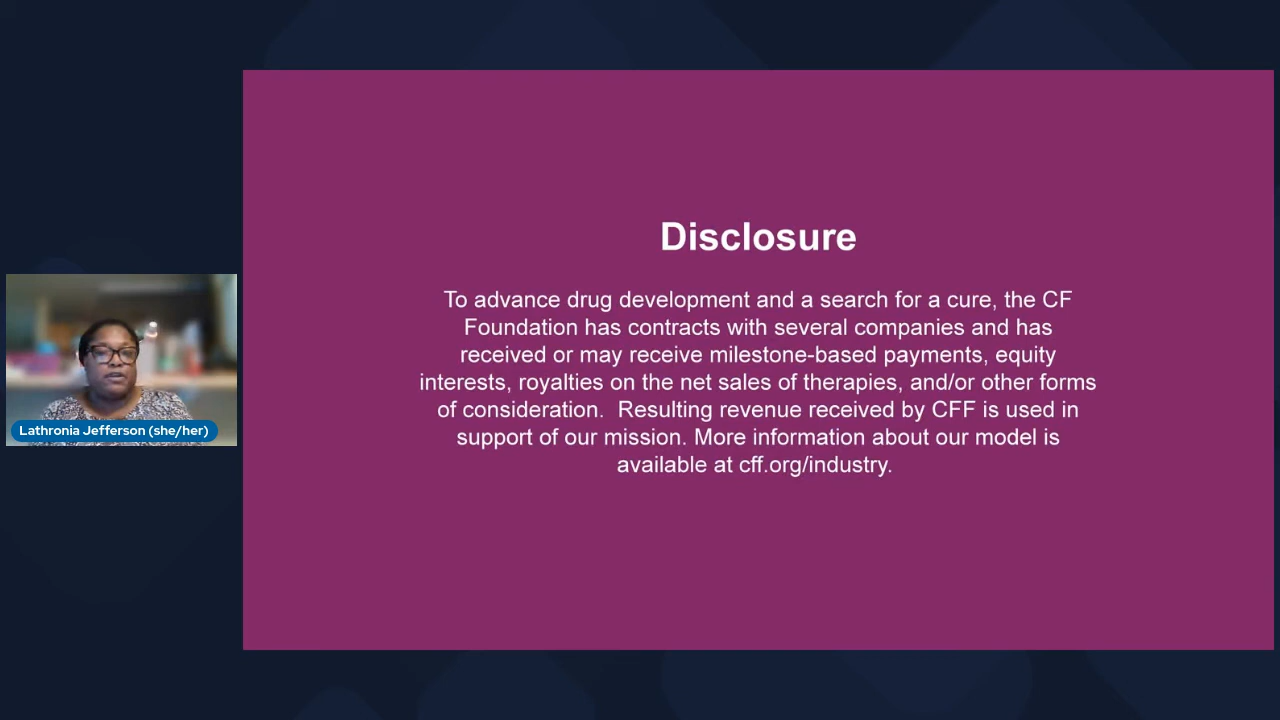 Disclosure
To advance drug development and a search for a cure, the CF
Foundation has contracts with several companies and has
received or may receive milestone-based payments, equity
interests, royalties on the net sales of therapies, and/or other forms
of consideration.  Resulting revenue received by CFF is used in
support of our mission. More information about our model is
available at cff.org/industry.
Lathronia Jefferson (she/her)